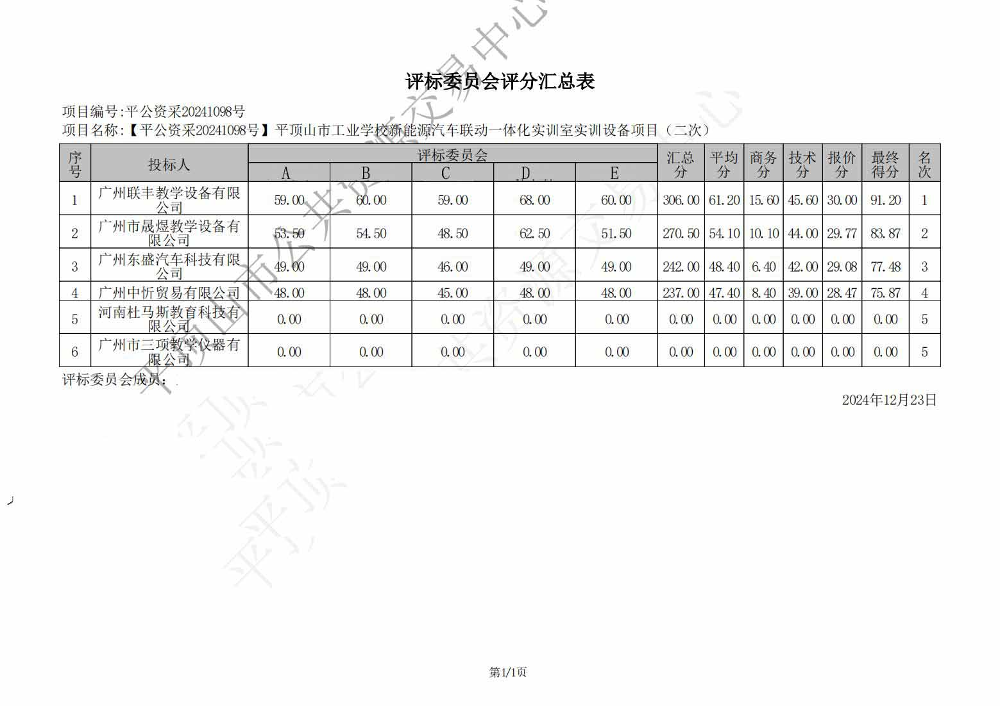 评标委员会评分汇总表
项目编号:平公资采20241098号
项目名称:【平公资采20241098号】平顶山市工业学校新能源汽车联动一体化实训室实训设备项目（二次）
序号 投标人 评标委员会 汇总分 平均分 商务分 技术分 报价分 最终得分 名次
A B C D E
1 广州联丰教学设备有限公司 59.00 60.00 59.00 68.00 60.00 306.00 61.20 15.60 45.60 30.00 91.20 1
2 广州市晟煜教学设备有限公司 53.50 54.50 48.50 62.50 51.50 270.50 54.10 10.10 44.00 29.77 83.87 2
3 广州东盛汽车科技有限公司 49.00 49.00 46.00 49.00 49.00 242.00 48.40 6.40 42.00 29.08 77.48 3
4 广州中忻贸易有限公司 48.00 48.00 45.00 48.00 48.00 237.00 47.40 8.40 39.00 28.47 75.87 4
5 河南杜马斯教育科技有限公司 0.00 0.00 0.00 0.00 0.00 0.00 0.00 0.00 0.00 0.00 0.00 5
6 广州市三项教学仪器有限公司 0.00 0.00 0.00 0.00 0.00 0.00 0.00 0.00 0.00 0.00 0.00 5
评标委员会成员：
2024年12月23日
第1/1页
平顶山市公共资源交易中心